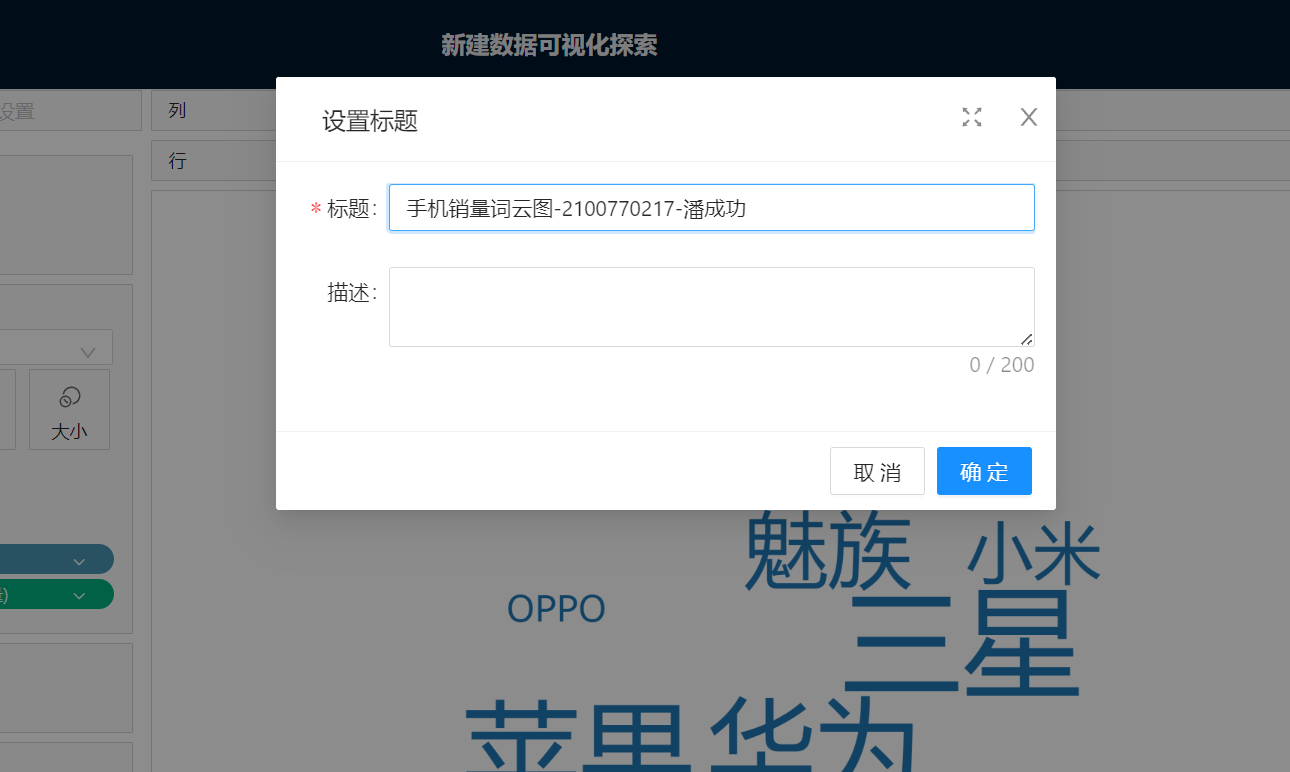 新建数据可视化探索
设置
列
行
设置标题
* 标题:
手机销量词云图-2100770217-潘成功
描述:
0 / 200
取 消
确 定
大小
魅族
小米
OPPO
三星
苹果
华为